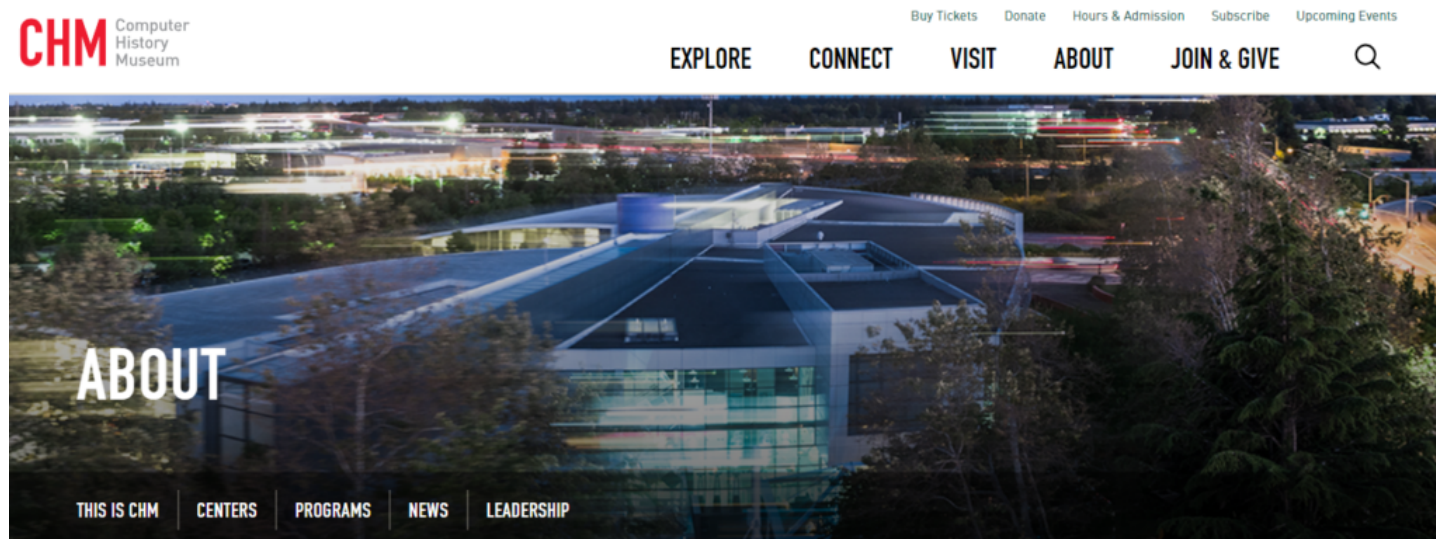 Buy Tickets Donate Hours & Admission Subscribe Upcoming Events
CHM Computer
History
Museum
EXPLORE CONNECT VISIT ABOUT JOIN & GIVE
ABOUT
THIS IS CHM CENTERS PROGRAMS NEWS LEADERSHIP